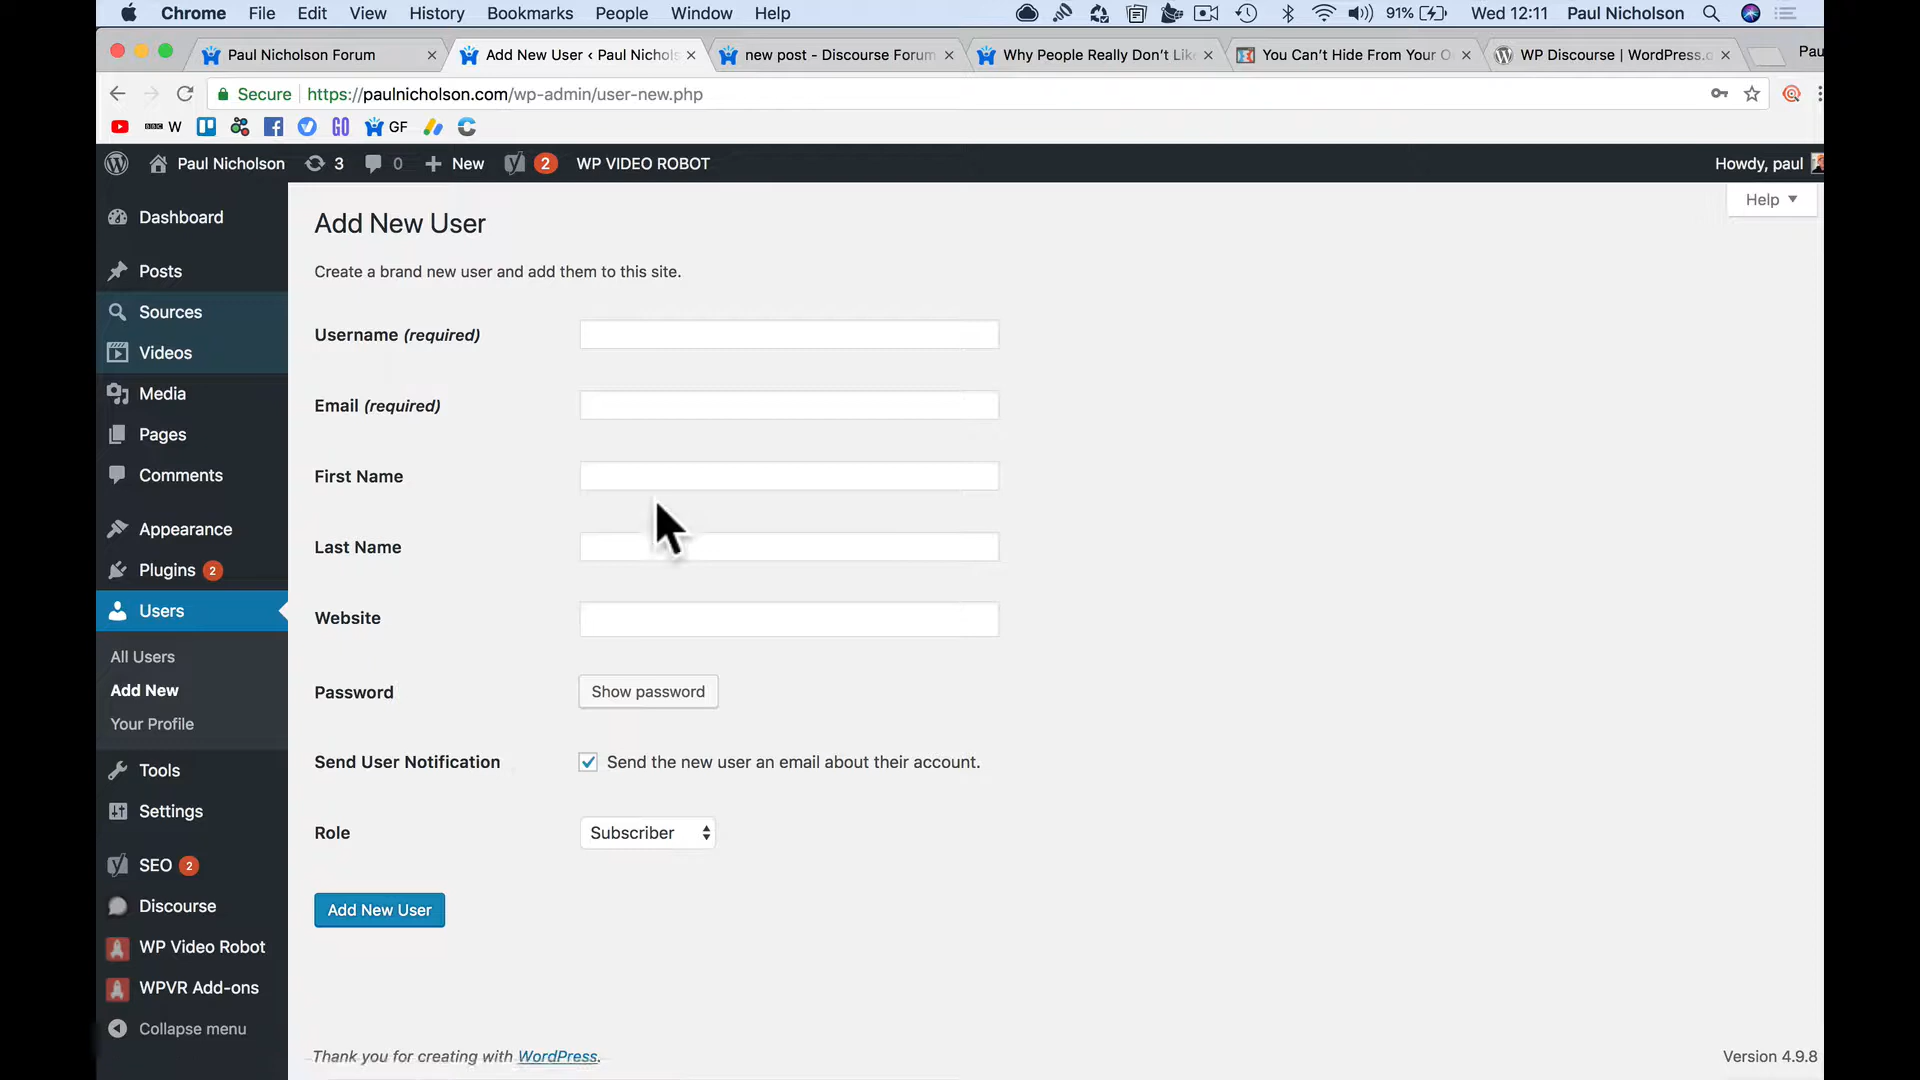 Chrome File Edit View History Bookmarks People Window Help 91% Wed 12:11 Paul Nicholson
Paul Nicholson Forum Add New User ‹ Paul Nichols new post - Discourse Forum Why People Really Don't Lik You Can't Hide From Your O WP Discourse | WordPress.o Pau
Secure https://paulnicholson.com/wp-admin/user-new.php
BBC W GO GF
Paul Nicholson 3 0 New 2 WP VIDEO ROBOT Howdy, paul
Help
Dashboard
Posts
Sources
Videos
Media
Pages
Comments
Appearance
Plugins 2
Users
All Users
Add New
Your Profile
Tools
Settings
SEO 2
Discourse
WP Video Robot
WPVR Add-ons
Collapse menu
Add New User
Create a brand new user and add them to this site.
Username (required)
Email (required)
First Name
Last Name
Website
Password Show password
Send User Notification Send the new user an email about their account.
Role Subscriber
Add New User
Thank you for creating with WordPress. Version 4.9.8